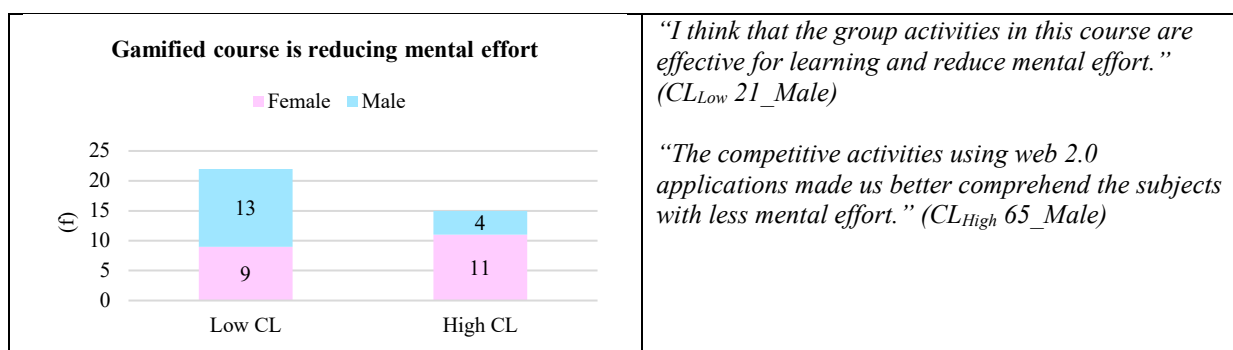 Gamified course is reducing mental effort
Female Male
25
20
15
10
5
0
(f)
13
9
4
11
Low CL High CL
“I think that the group activities in this course are
effective for learning and reduce mental effort.”
(CLLow 21_Male)
“The competitive activities using web 2.0
applications made us better comprehend the subjects
with less mental effort.” (CLHigh 65_Male)